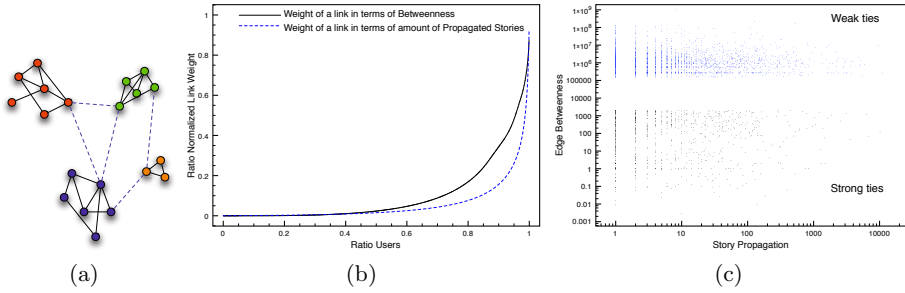 Weight of a link in terms of Betweenness
Weight of a link in terms of amount of Propagated Stories
Ratio Normalized Link Weight
1
0.8
0.6
0.4
0.2
0
0 0.2 0.4 0.6 0.8 1
Ratio Users
Weak ties
Strong ties
Edge Betweenness
1×10⁹
1×10⁸
1×10⁷
1×10⁶
100000
1000
100
10
1
0.1
0.01
0.001
1 10 100 1000 10000
Story Propagation
(a) (b) (c)